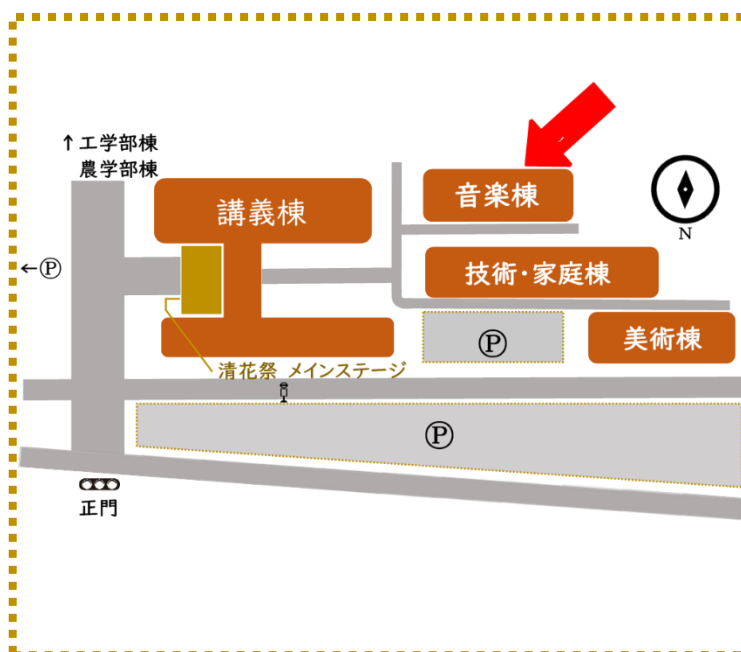 ↑工学部棟
農学部棟
音楽棟
講義棟
N
←Ⓟ
技術・家庭棟
Ⓟ
美術棟
清花祭 メインステージ
Ⓟ
正門